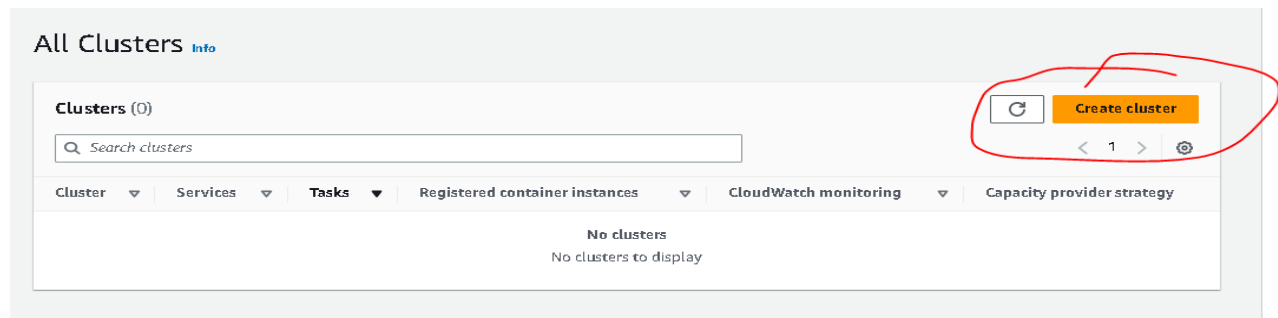 All Clusters Info
Clusters (0)
Create cluster
Search clusters
1
Cluster Services Tasks Registered container instances CloudWatch monitoring Capacity provider strategy
No clusters
No clusters to display